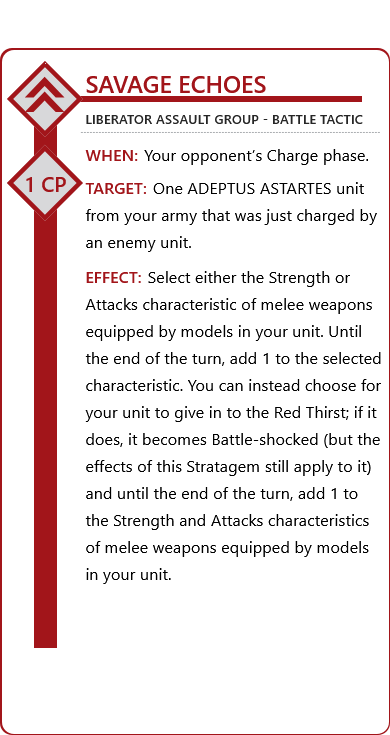 SAVAGE ECHOES
LIBERATOR ASSAULT GROUP - BATTLE TACTIC
WHEN: Your opponent’s Charge phase.
1 CP
TARGET: One ADEPTUS ASTARTES unit
from your army that was just charged by
an enemy unit.
EFFECT: Select either the Strength or
Attacks characteristic of melee weapons
equipped by models in your unit. Until
the end of the turn, add 1 to the selected
characteristic. You can instead choose for
your unit to give in to the Red Thirst; if it
does, it becomes Battle-shocked (but the
effects of this Stratagem still apply to it)
and until the end of the turn, add 1 to
the Strength and Attacks characteristics
of melee weapons equipped by models
in your unit.